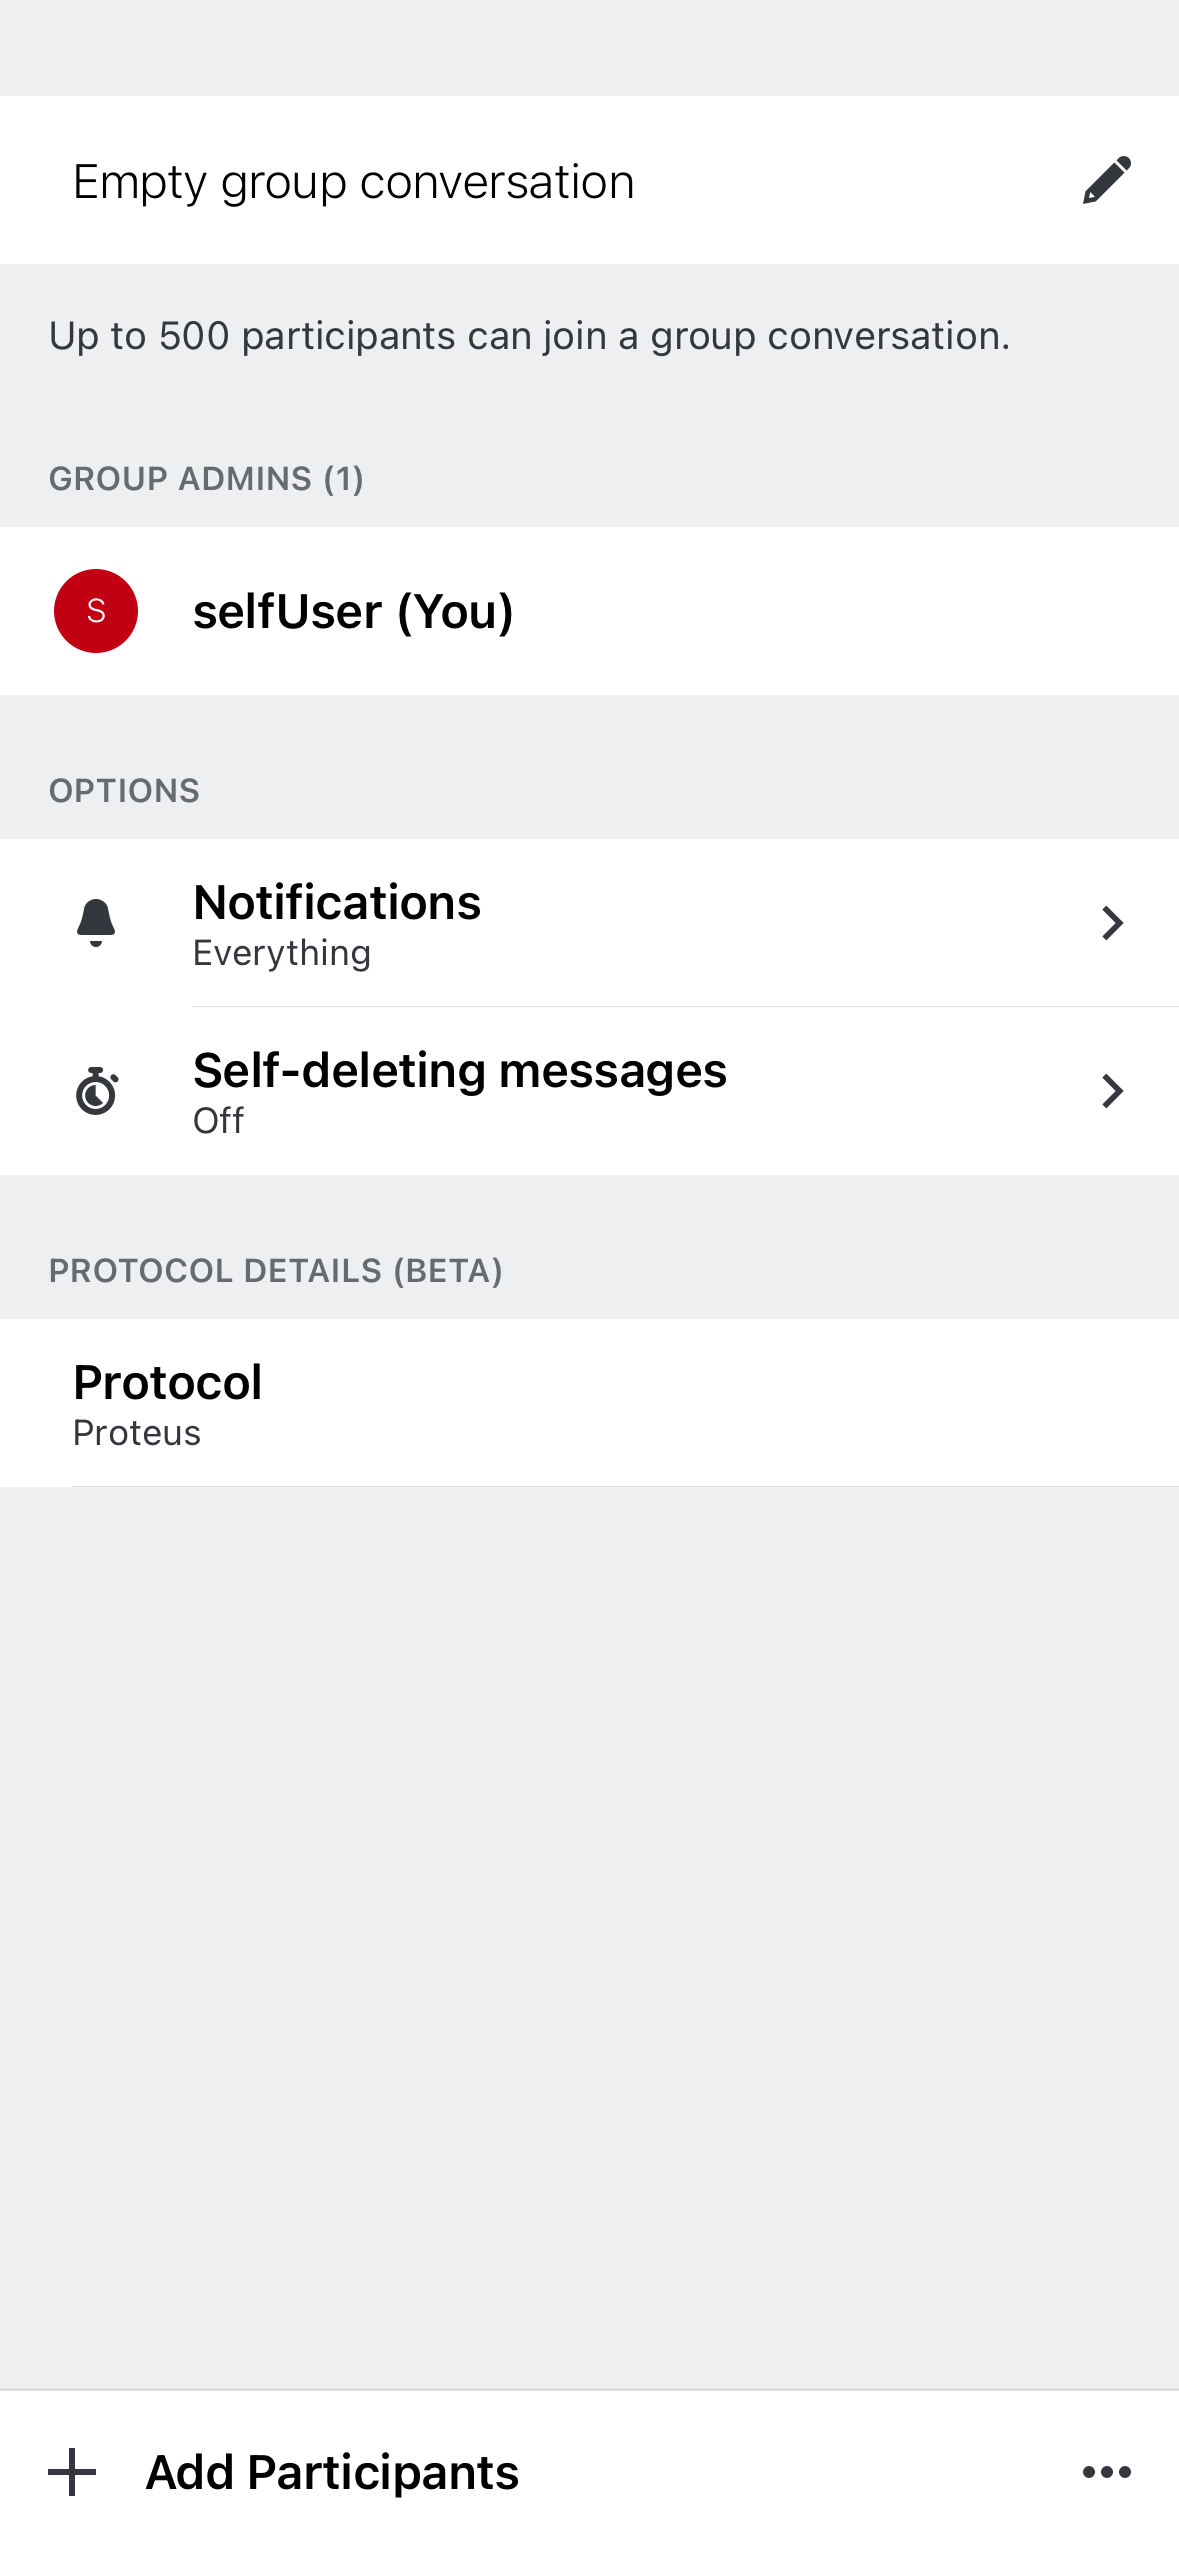 Empty group conversation
Up to 500 participants can join a group conversation.
GROUP ADMINS (1)
S
selfUser (You)
OPTIONS
Notifications
Everything
Self-deleting messages
Off
PROTOCOL DETAILS (BETA)
Protocol
Proteus
Add Participants